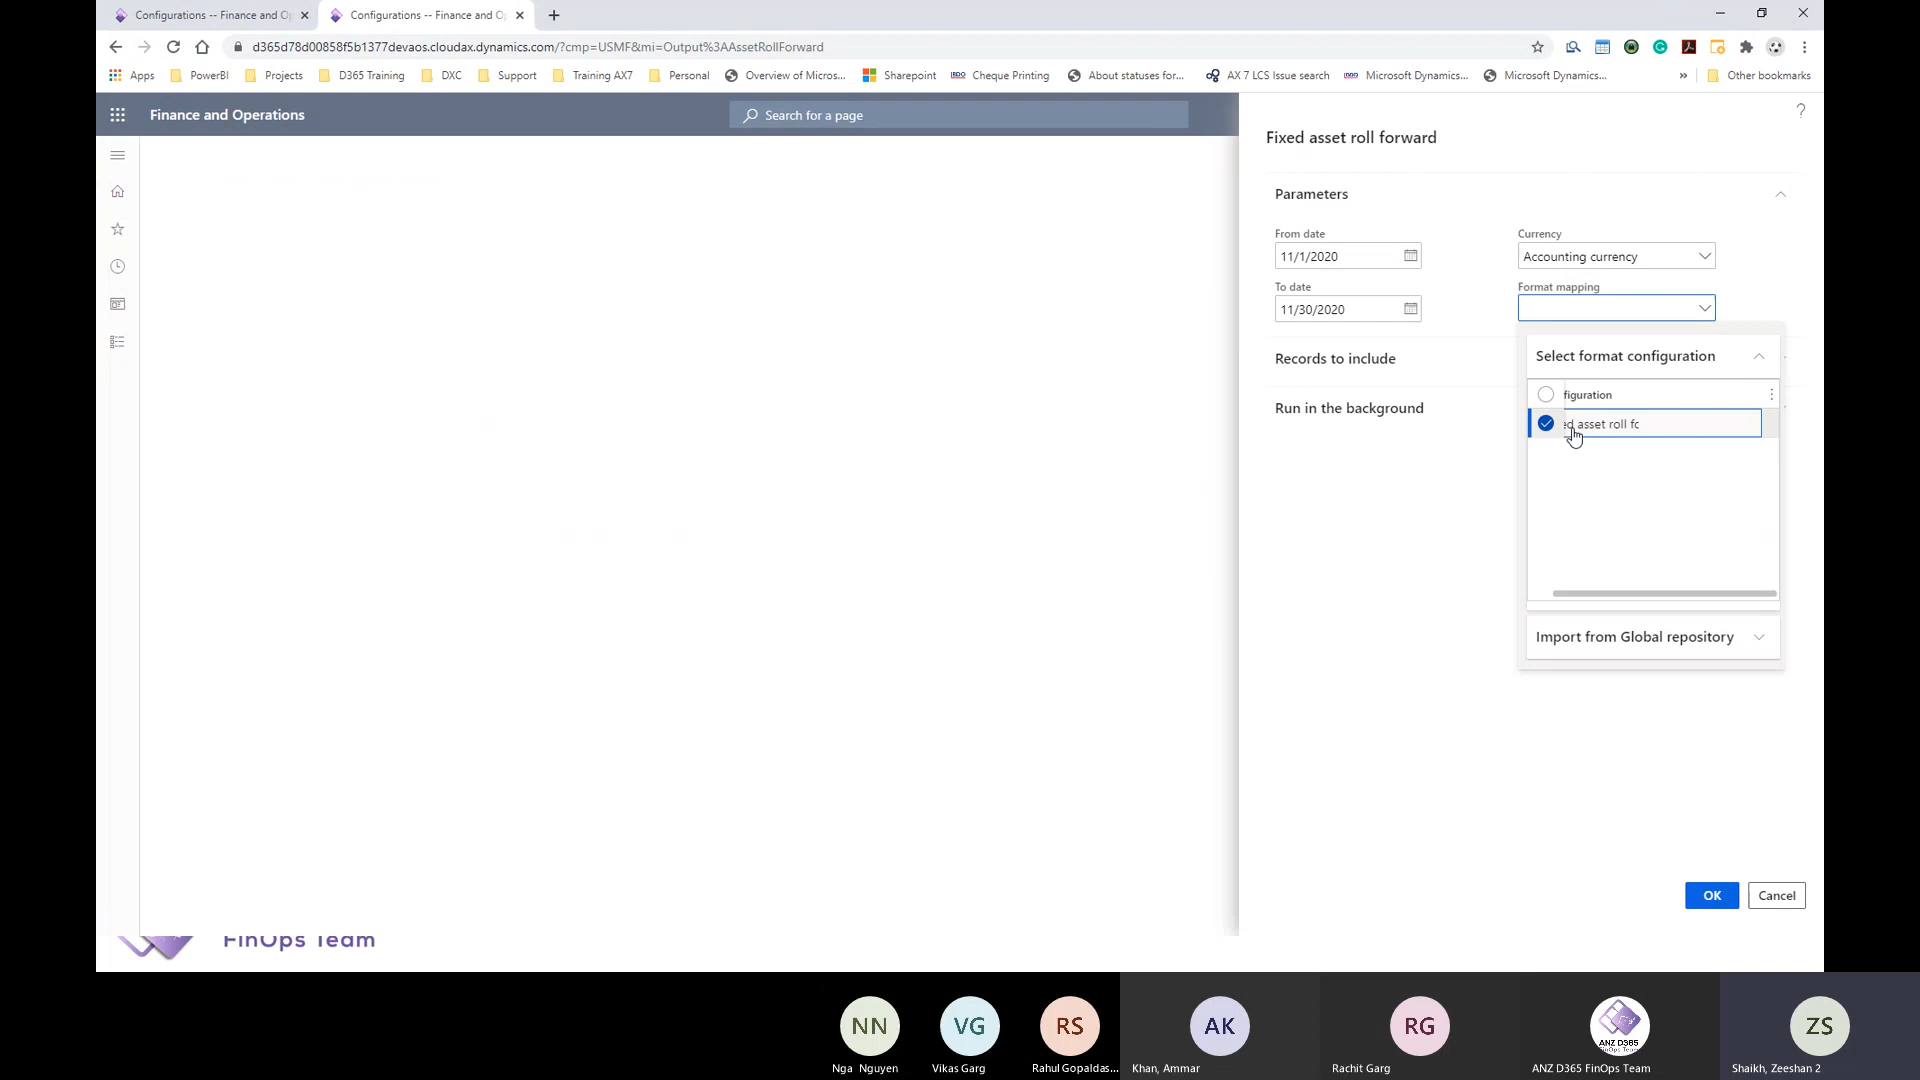 Configurations -- Finance and O
Configurations -- Finance and O
d365d78d00858f5b1377devaos.cloudax.dynamics.com/?cmp=USMF&mi=Output%3AAssetRollForward
Apps PowerBI Projects D365 Training DXC Support Training AX7 Personal Overview of Micros... Sharepoint Cheque Printing About statuses for... AX 7 LCS Issue search Microsoft Dynamics... Microsoft Dynamics... » Other bookmarks
Finance and Operations
Search for a page
?
Fixed asset roll forward
Parameters
From date
11/1/2020
Currency
Accounting currency
To date
11/30/2020
Format mapping
Records to include
Run in the background
Select format configuration
figuration
ed asset roll fo
Import from Global repository
OK Cancel
FinOps Team
NN VG RS AK RG ZS
ANZ D365
FinOps Team
Nga Nguyen Vikas Garg Rahul Gopaldas... Khan, Ammar Rachit Garg ANZ D365 FinOps Team Shaikh, Zeeshan 2